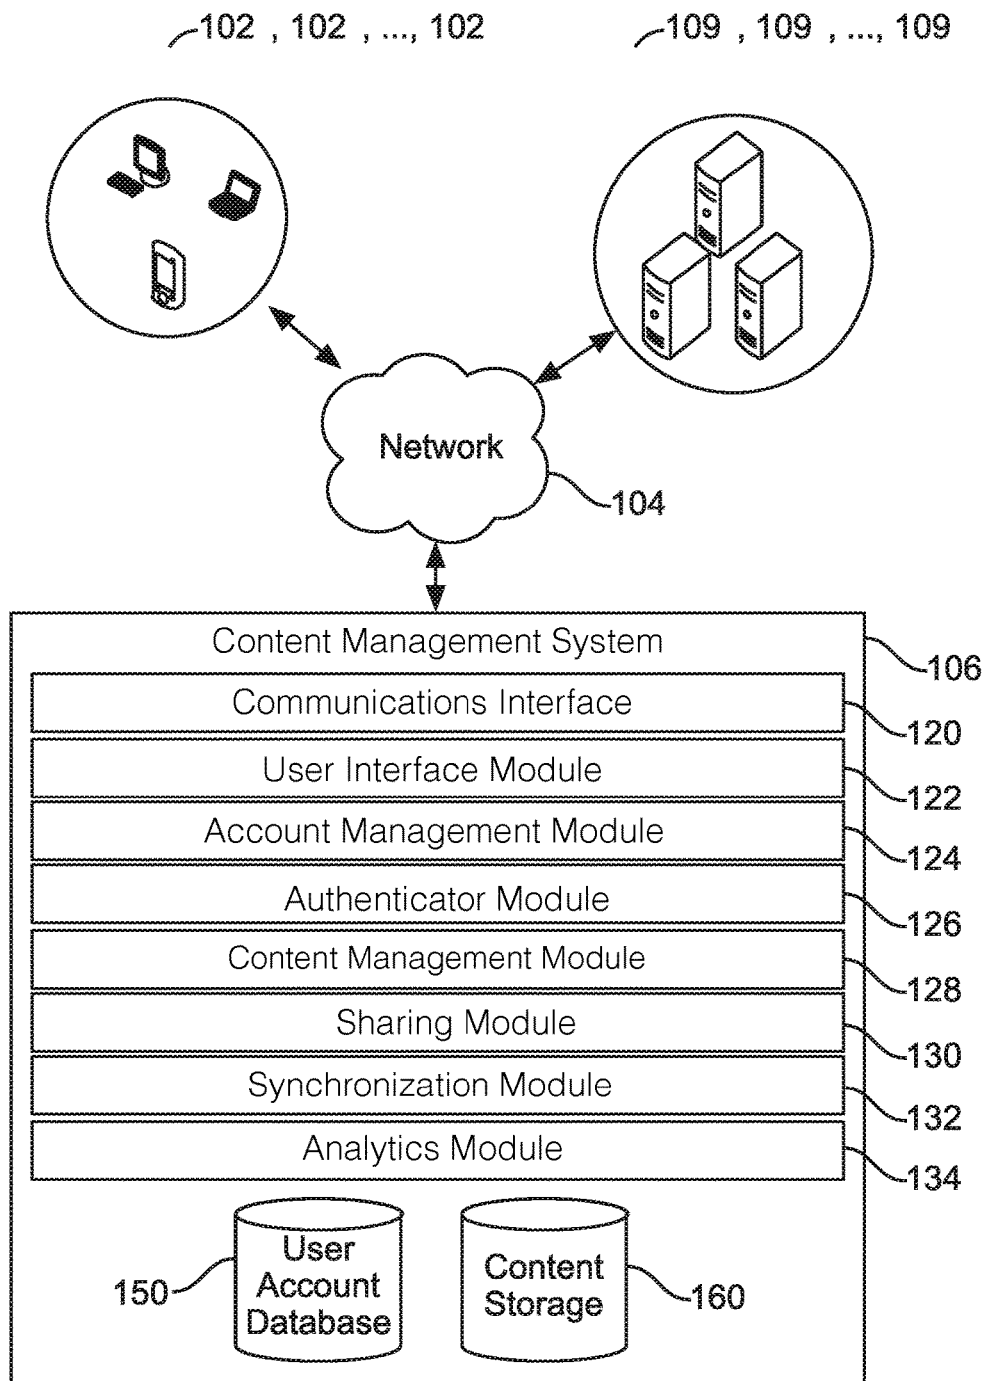 102 , 102 , ..., 102
109 , 109 , ..., 109
Network
104
Content Management System
106
Communications Interface
120
User Interface Module
122
Account Management Module
124
Authenticator Module
126
Content Management Module
128
Sharing Module
130
Synchronization Module
132
Analytics Module
134
150
User
Account
Database
Content
Storage
160